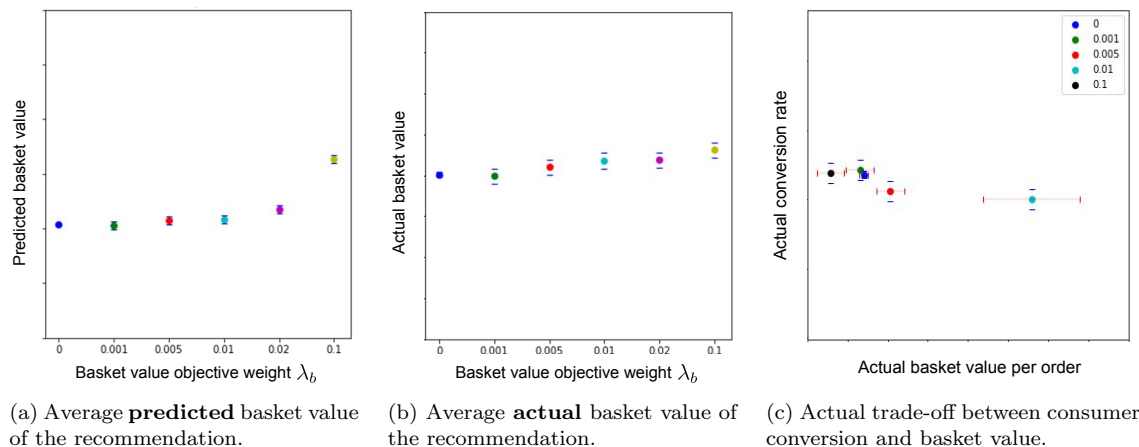 Predicted basket value
0 0.001 0.005 0.01 0.02 0.1
Basket value objective weight λb
(a) Average predicted basket value
of the recommendation.
Actual basket value
0 0.001 0.005 0.01 0.02 0.1
Basket value objective weight λb
(b) Average actual basket value of
the recommendation.
Actual conversion rate
0
0.001
0.005
0.01
0.1
Actual basket value per order
(c) Actual trade-off between consumer
conversion and basket value.